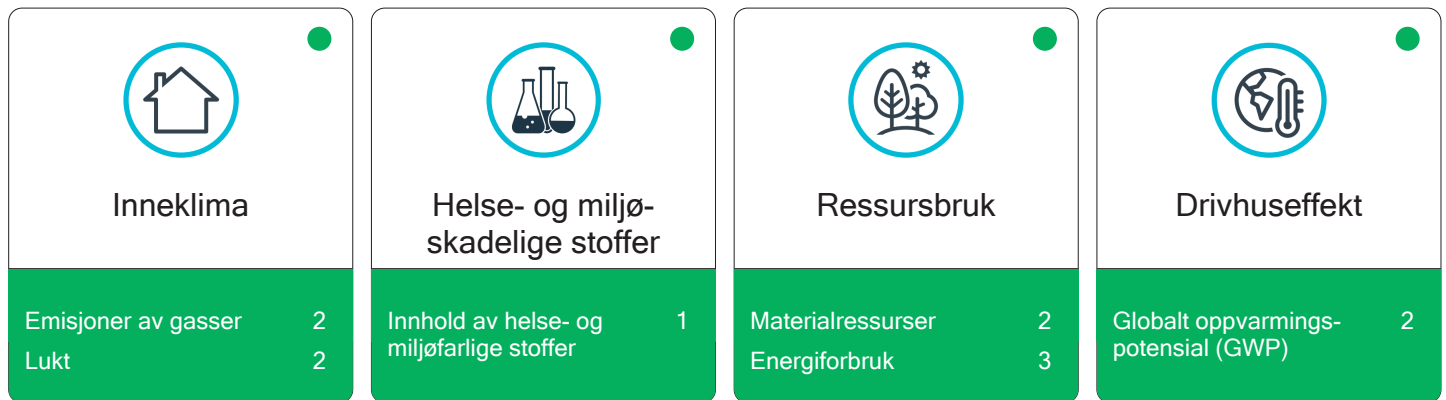 Inneklima
Emisjoner av gasser 2
Lukt 2
Helse- og miljø-
skadelige stoffer
Innhold av helse- og 1
miljøfarlige stoffer
Ressursbruk
Materialressurser 2
Energiforbruk 3
Drivhuseffekt
Globalt oppvarmings- 2
potensial (GWP)